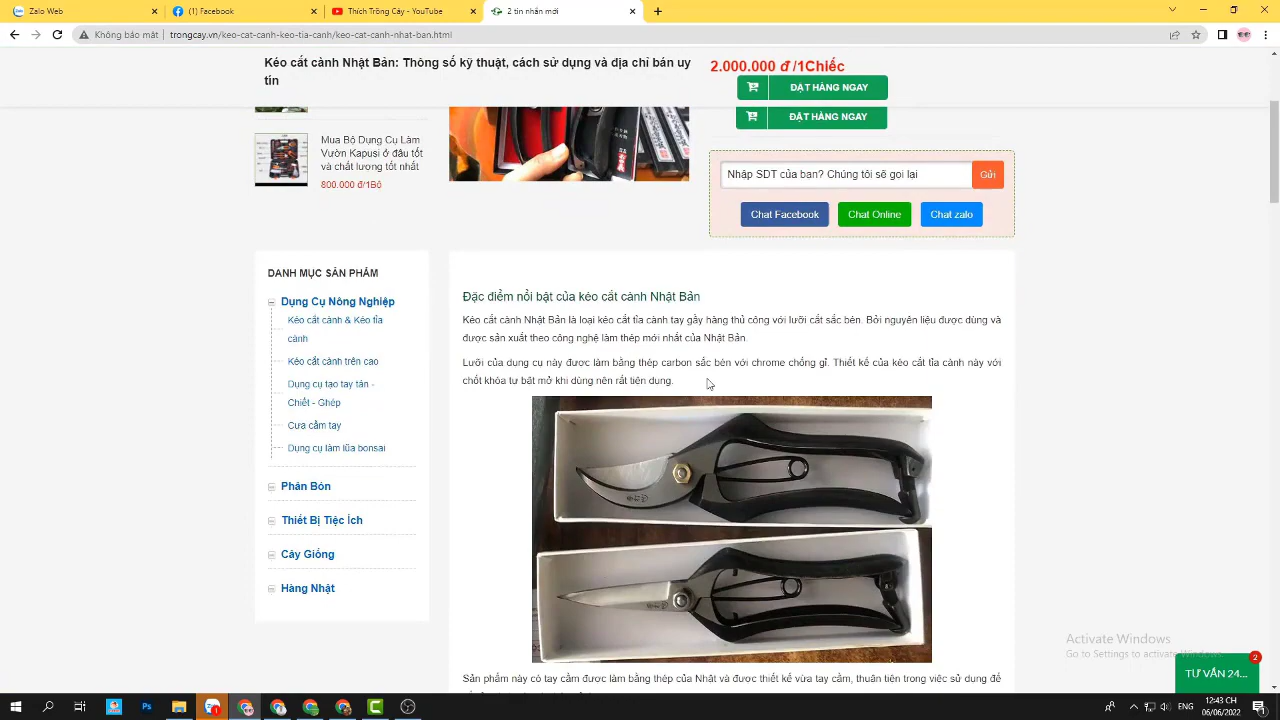 Zalo Web
(1) Facebook
Thích Trồng Cây - YouTube
2 tin nhắn mới
Không bảo mật
trongcay.vn/keo-cat-canh-keo-tia-canh/keo-cat-canh-nhat-ban.html
Kéo cắt cành Nhật Bản: Thông số kỹ thuật, cách sử dụng và địa chỉ bán uy
tín
2.000.000 đ /1Chiếc
ĐẶT HÀNG NGAY
ĐẶT HÀNG NGAY
Mua Bộ Dụng Cụ Làm
Vườn Kapusi ở đâu tốt
và chất lượng tốt nhất
800.000 đ/1Bộ
Nhập SDT của bạn? Chúng tôi sẽ gọi lại
Gửi
Chat Facebook
Chat Online
Chat zalo
DANH MỤC SẢN PHẨM
Dụng Cụ Nông Nghiệp
Kéo cắt cành & Kéo tỉa
cành
Kéo cắt cành trên cao
Dụng cụ tạo tay tán -
Chiết - Ghép
Cưa cầm tay
Dụng cụ làm lũa bonsai
Phân Bón
Thiết Bị Tiệc Ích
Cây Giống
Hàng Nhật
Đặc điểm nổi bật của kéo cắt cành Nhật Bản
Kéo cắt cành Nhật Bản là loại kéo cắt tỉa cành tay gầy hàng thủ công với lưỡi cắt sắc bén. Bởi nguyên liệu được dùng và
được sản xuất theo công nghệ làm thép mới nhất của Nhật Bản.
Lưỡi của dụng cụ này được làm bằng thép carbon sắc bén với chrome chống gỉ. Thiết kế của kéo cắt tỉa cành này với
chốt khóa tự bật mở khi dùng nên rất tiện dụng.
Sản phẩm này có tay cầm được làm bằng thép của Nhật và được thiết kế vừa tay cầm, thuận tiện trong việc sử dụng để
Activate Windows
Go to Settings to activate Windows.
2
TƯ VẤN 24...
ENG
12:43 CH
06/06/2022